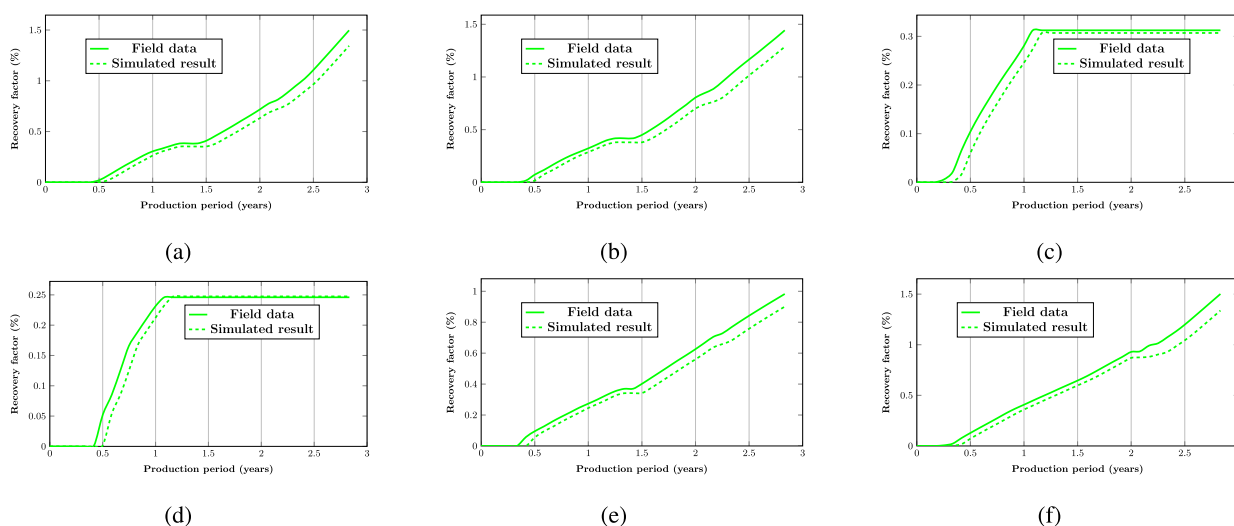 1.5
1
0.5
0
Recovery factor (%)
Field data
Simulated result
0 0.5 1 1.5 2 2.5 3
Production period (years)
(a)
1.5
1
0.5
0
Recovery factor (%)
Field data
Simulated result
0 0.5 1 1.5 2 2.5 3
Production period (years)
(b)
0.3
0.2
0.1
0
Recovery factor (%)
Field data
Simulated result
0 0.5 1 1.5 2 2.5
Production period (years)
(c)
0.25
0.2
0.15
0.1
0.05
0
Recovery factor (%)
Field data
Simulated result
0 0.5 1 1.5 2 2.5 3
Production period (years)
(d)
1
0.8
0.6
0.4
0.2
0
Recovery factor (%)
Field data
Simulated result
0 0.5 1 1.5 2 2.5 3
Production period (years)
(e)
1.5
1
0.5
0
Recovery factor (%)
Field data
Simulated result
0 0.5 1 1.5 2 2.5
Production period (years)
(f)